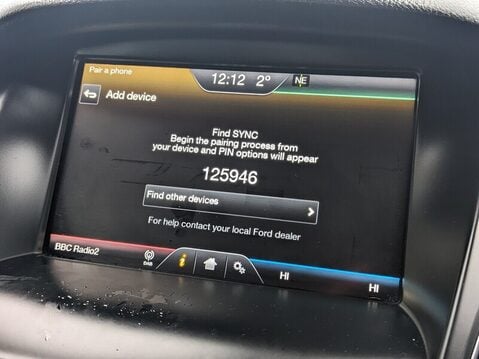 Pair a phone
12:12 2° NE
Add device
Find SYNC
Begin the pairing process from
your device and PIN options will appear
125946
Find other devices
For help contact your local Ford dealer
BBC Radio2
DAB
HI
HI